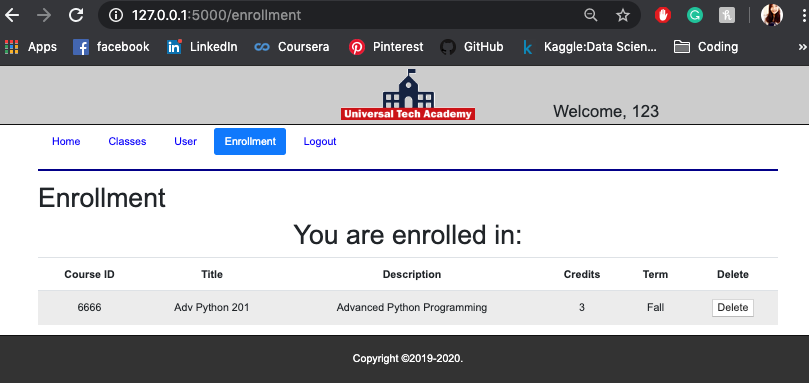 127.0.0.1:5000/enrollment
Apps facebook LinkedIn Coursera Pinterest GitHub Kaggle:Data Scien... Coding »
Universal Tech Academy
Welcome, 123
Home Classes User Enrollment Logout
Enrollment
You are enrolled in:
Course ID Title Description Credits Term Delete
6666 Adv Python 201 Advanced Python Programming 3 Fall Delete
Copyright ©2019-2020.